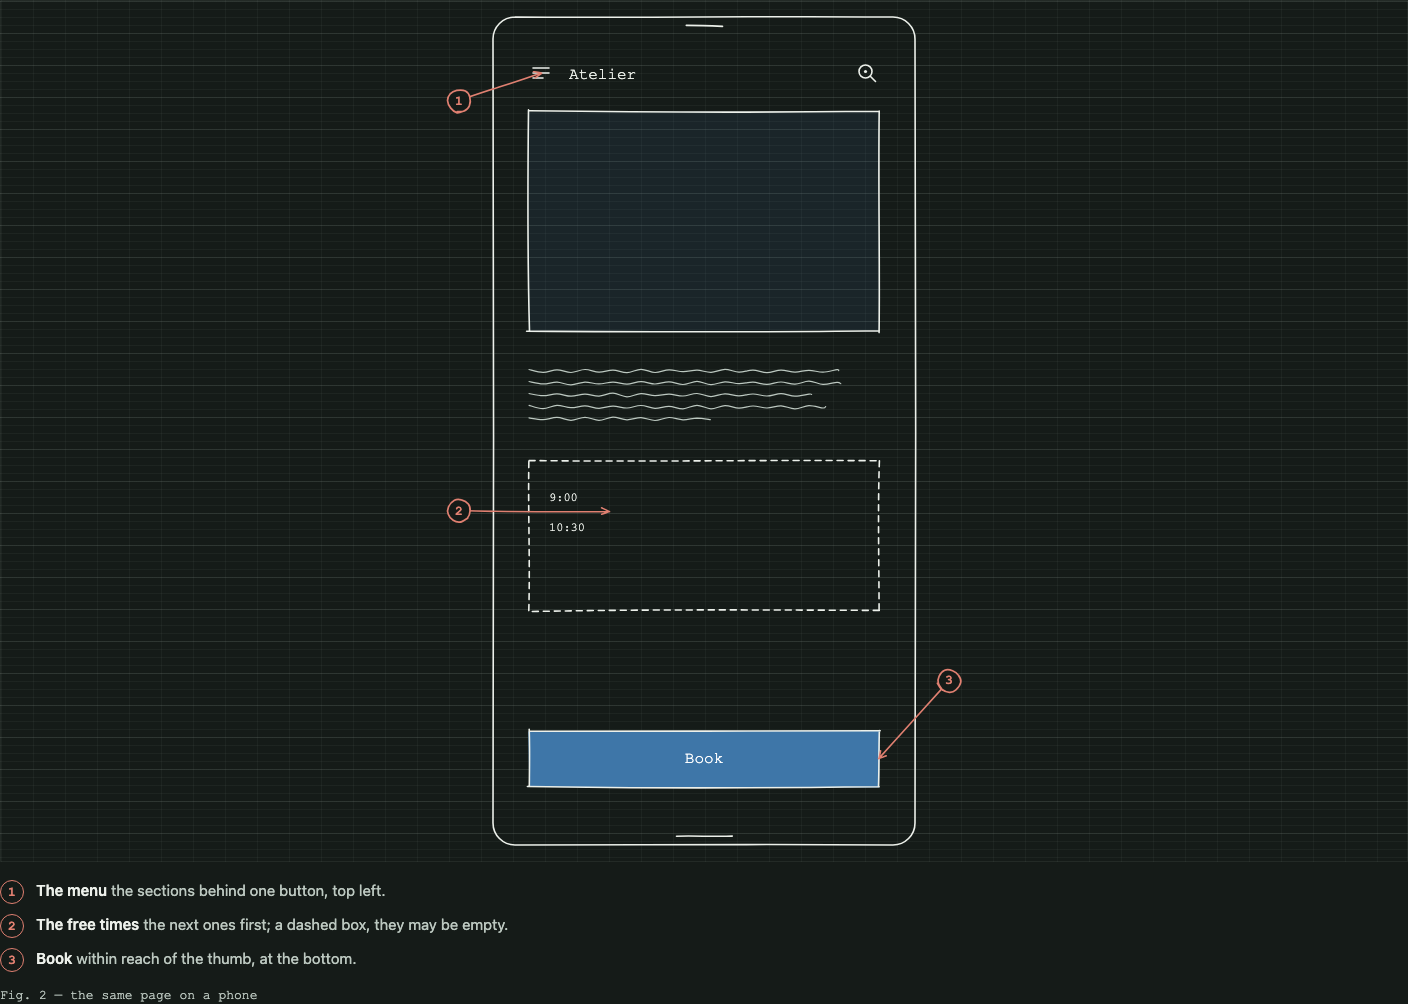 Atelier
1
9:00
2
10:30
3
Book
1 The menu the sections behind one button, top left.
2 The free times the next ones first; a dashed box, they may be empty.
3 Book within reach of the thumb, at the bottom.
Fig. 2 — the same page on a phone